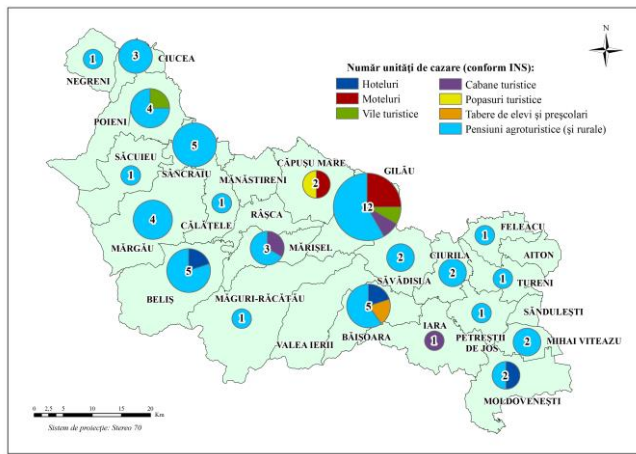 N
Număr unități de cazare (conform INS):
Hoteluri
Moteluri
Vile turistice
Cabane turistice
Popasuri turistice
Tabere de elevi și preșcolari
Pensiuni agroturistice (și rurale)
1
NEGRENI
3
CIUCEA
4
POIENI
5
SÂNCRAIU
1
SĂCUIEU
MĂNĂSTIRENI
CĂPUȘU MARE
2
GILĂU
12
1
CĂLĂȚELE
4
MĂRGĂU
RÂȘCA
3
MĂRIȘEL
5
BELIȘ
1
MĂGURI-RĂCĂTĂU
VALEA IERII
2
SĂVĂDISLA
CIURILA
2
1
FELEACU
AITON
1
TURENI
SĂNDULEȘTI
5
BĂIȘOARA
IARA
1
1
PETREȘTII
DE JOS
2
MIHAI VITEAZU
2
MOLDOVENEȘTI
0 2,5 5 10 15 20
Km
Sistem de protecție: Stereo 70